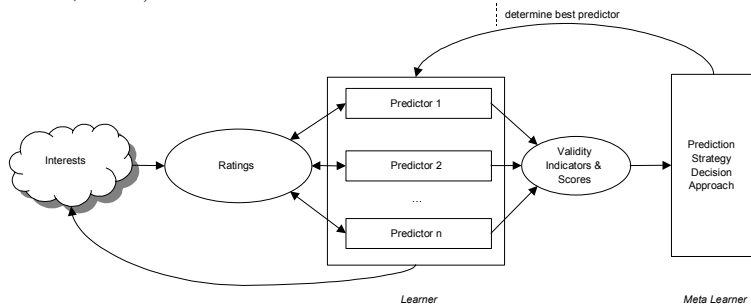 determine best predictor
Predictor 1
Interests
Ratings
Predictor 2
Validity
Indicators &
Scores
Prediction
Strategy
Decision
Approach
...
Predictor n
Learner
Meta Learner